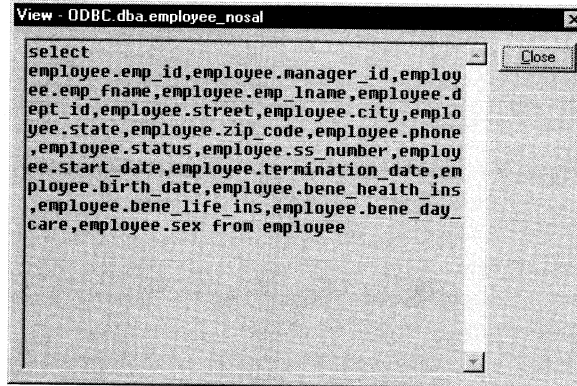 View - ODBC.dba.employee_nosal
select
employee.emp_id,employee.manager_id,employ
ee.emp_fname,employee.emp_lname,employee.d
ept_id,employee.street,employee.city,emplo
yee.state,employee.zip_code,employee.phone
,employee.status,employee.ss_number,employ
ee.start_date,employee.termination_date,em
ployee.birth_date,employee.bene_health_ins
,employee.bene_life_ins,employee.bene_day_
care,employee.sex from employee
Close